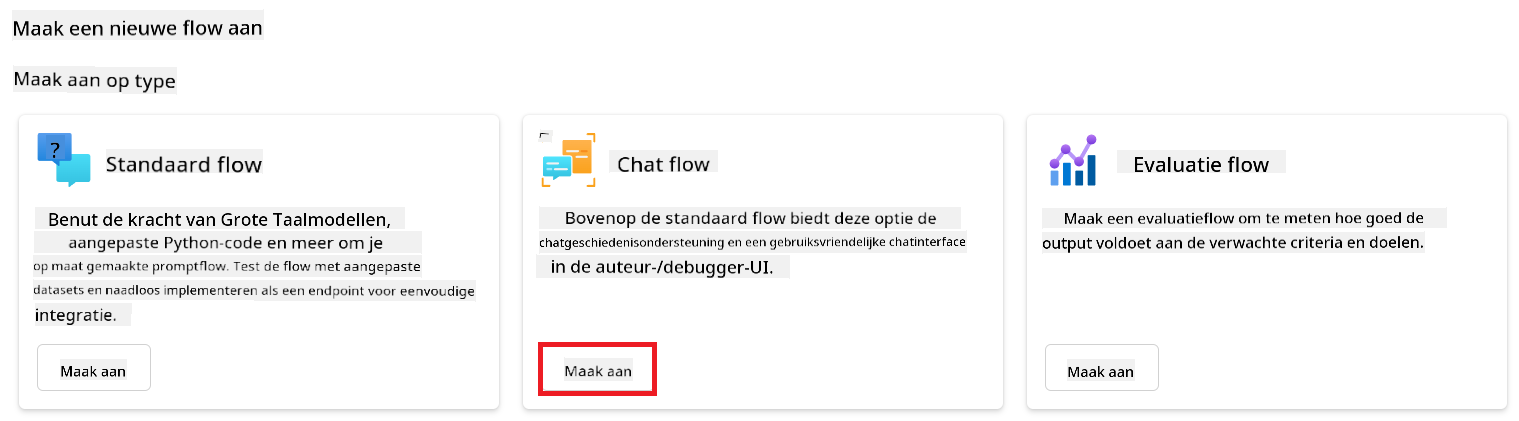 Maak een nieuwe flow aan
Maak aan op type
?
Standaard flow
Benut de kracht van Grote Taalmodellen,
aangepaste Python-code en meer om je
op maat gemaakte promptflow. Test de flow met aangepaste
datasets en naadloos implementeren als een endpoint voor eenvoudige
integratie.
Maak aan
Chat flow
Bovenop de standaard flow biedt deze optie de
chatgeschiedenisondersteuning en een gebruiksvriendelijke chatinterface
in de auteur-/debugger-UI.
Maak aan
Evaluatie flow
Maak een evaluatieflow om te meten hoe goed de
output voldoet aan de verwachte criteria en doelen.
Maak aan